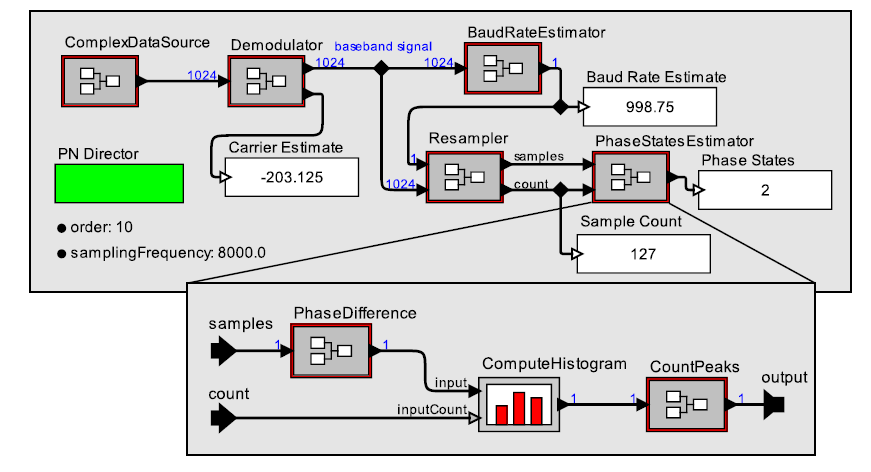 ComplexDataSource
1024
Demodulator
1024
baseband signal
1024
BaudRateEstimator
1
Baud Rate Estimate
998.75
PN Director
Carrier Estimate
-203.125
Resampler
1
1024
samples
count
PhaseStatesEstimator
Phase States
2
Sample Count
127
order: 10
samplingFrequency: 8000.0
samples
1
PhaseDifference
1
count
input
inputCount
ComputeHistogram
1
1
CountPeaks
1
output